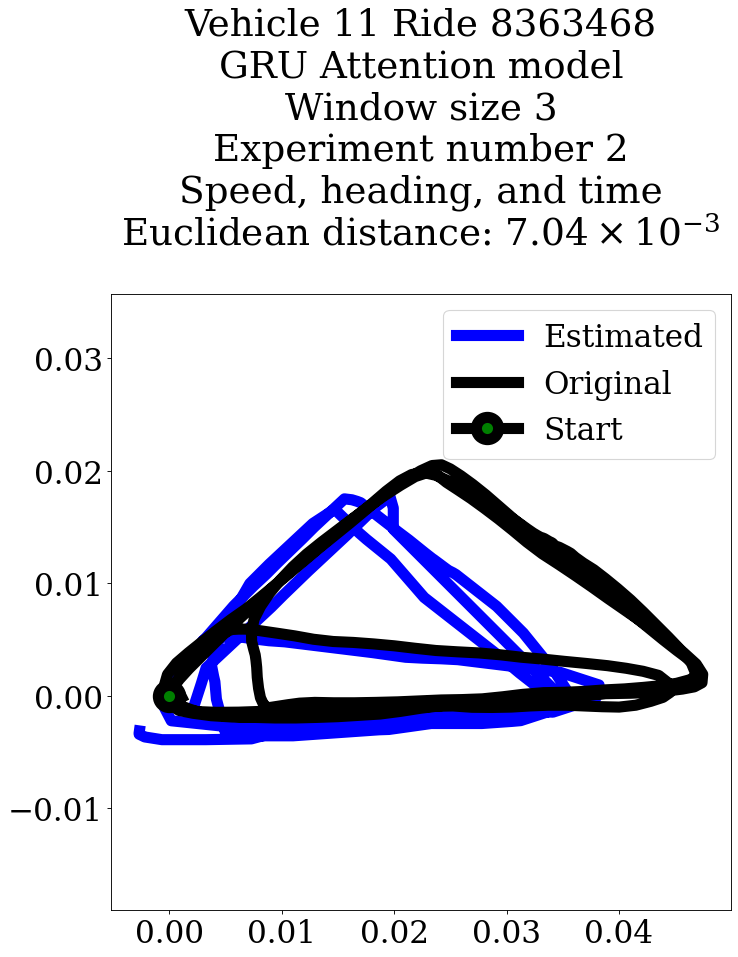 Vehicle 11 Ride 8363468
GRU Attention model
Window size 3
Experiment number 2
Speed, heading, and time
Euclidean distance: 7.04 × 10⁻³
Estimated
Original
Start
0.03
0.02
0.01
0.00
−0.01
0.00 0.01 0.02 0.03 0.04